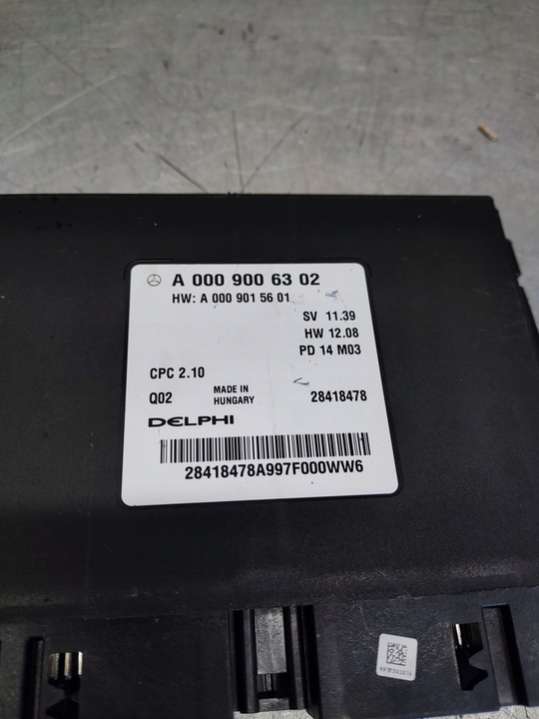 A 000 900 63 02
HW: A 000 901 56 01
SV 11.39
HW 12.08
PD 14 M03
CPC 2.10
Q02 MADE IN HUNGARY 28418478
DELPHI
28418478A997F000WW6